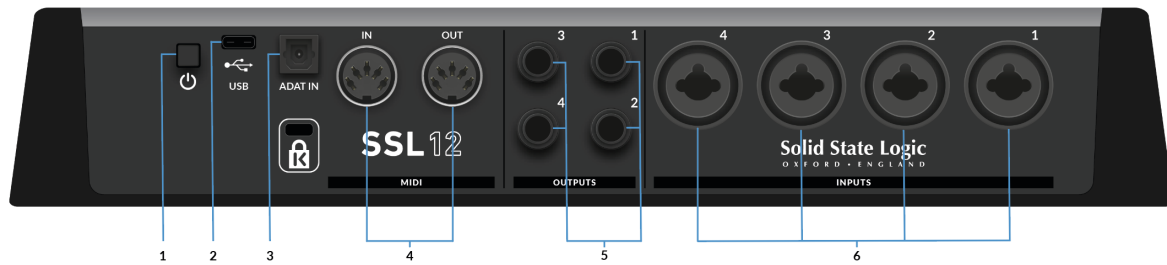 IN OUT 3 1 4 3 2 1
USB ADAT IN
4 2
K
SSL 12
Solid State Logic
OXFORD • ENGLAND
MIDI OUTPUTS INPUTS
1 2 3 4 5 6